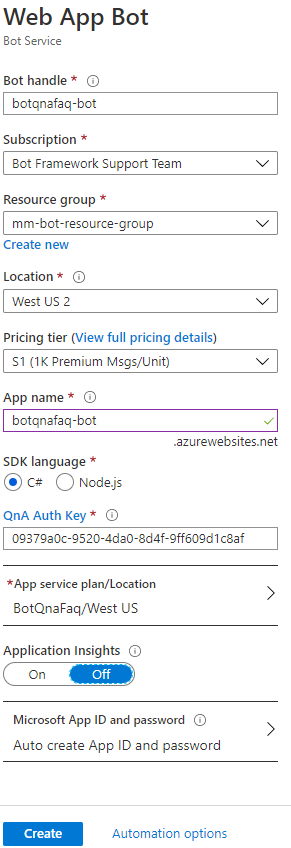 Web App Bot
Bot Service
Bot handle *
botqnafaq-bot
Subscription *
Bot Framework Support Team
Resource group *
mm-bot-resource-group
Create new
Location *
West US 2
Pricing tier (View full pricing details)
S1 (1K Premium Msgs/Unit)
App name *
botqnafaq-bot
.azurewebsites.net
SDK language *
C# Node.js
QnA Auth Key *
09379a0c-9520-4da0-8d4f-9ff609d1c8af
*App service plan/Location
BotQnaFaq/West US
Application Insights
On Off
Microsoft App ID and password
Auto create App ID and password
Create Automation options